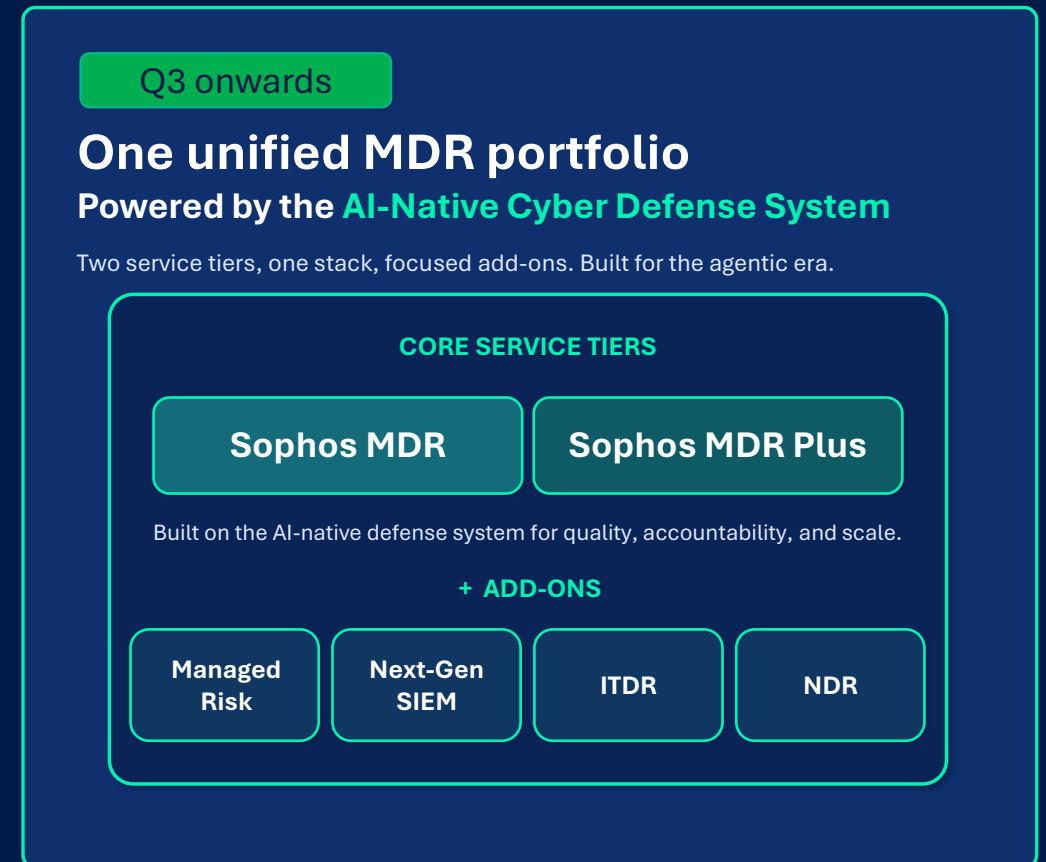 Q3 onwards
One unified MDR portfolio
Powered by the AI-Native Cyber Defense System
Two service tiers, one stack, focused add-ons. Built for the agentic era.
CORE SERVICE TIERS
Sophos MDR
Sophos MDR Plus
Built on the AI-native defense system for quality, accountability, and scale.
+ ADD-ONS
Managed
Risk
Next-Gen
SIEM
ITDR
NDR